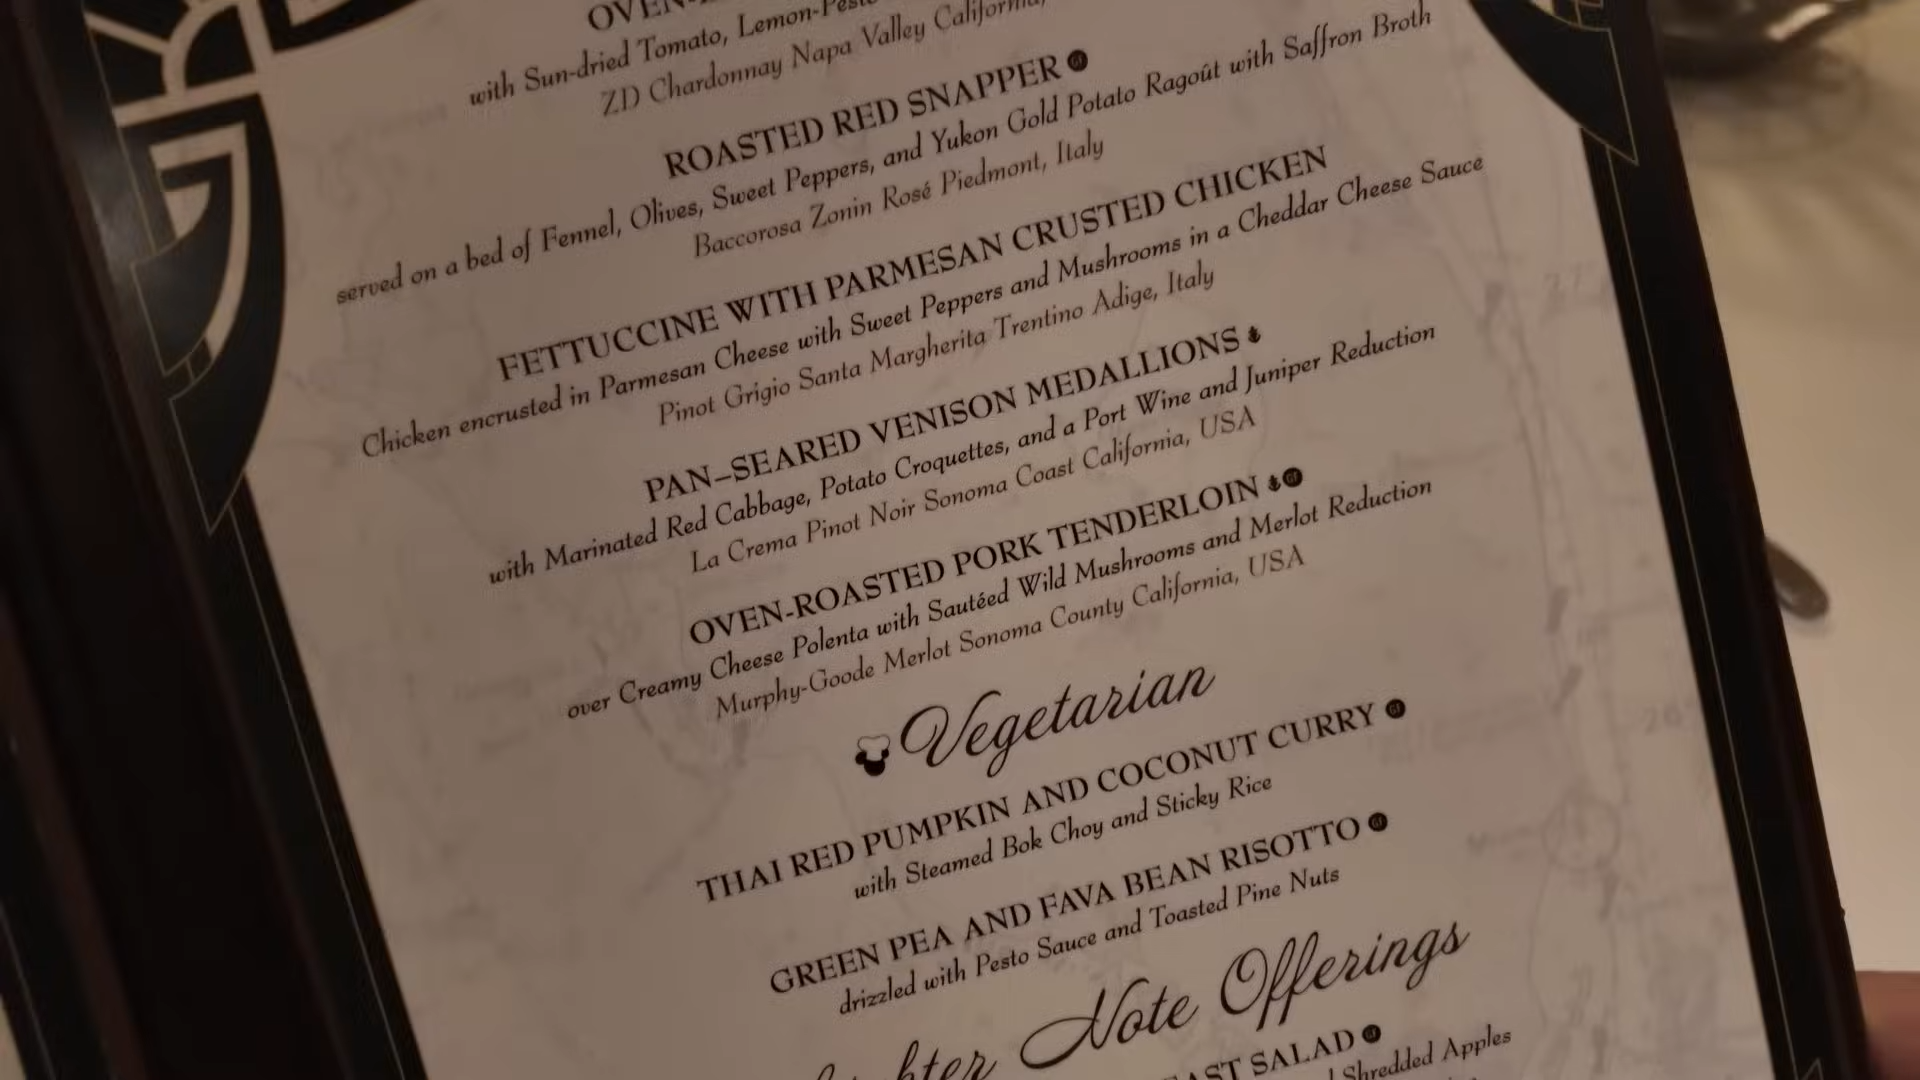 with Sun-dried Tomato,
ZD Chardonnay Napa Valley California,
ROASTED RED SNAPPER GF
served on a bed of Fennel, Olives, Sweet Peppers, and Yukon Gold Potato Ragoût with Saffron Broth
Baccorosa Zonin Rosé Piedmont, Italy
FETTUCCINE WITH PARMESAN CRUSTED CHICKEN
Chicken encrusted in Parmesan Cheese with Sweet Peppers and Mushrooms in a Cheddar Cheese Sauce
Pinot Grigio Santa Margherita Trentino Adige, Italy
PAN-SEARED VENISON MEDALLIONS
with Marinated Red Cabbage, Potato Croquettes, and a Port Wine and Juniper Reduction
La Crema Pinot Noir Sonoma Coast California, USA
OVEN-ROASTED PORK TENDERLOIN GF
over Creamy Cheese Polenta with Sautéed Wild Mushrooms and Merlot Reduction
Murphy-Goode Merlot Sonoma County California, USA
Vegetarian
THAI RED PUMPKIN AND COCONUT CURRY GF
with Steamed Bok Choy and Sticky Rice
GREEN PEA AND FAVA BEAN RISOTTO GF
drizzled with Pesto Sauce and Toasted Pine Nuts
Note Offerings
SALAD GF
Shredded Apples